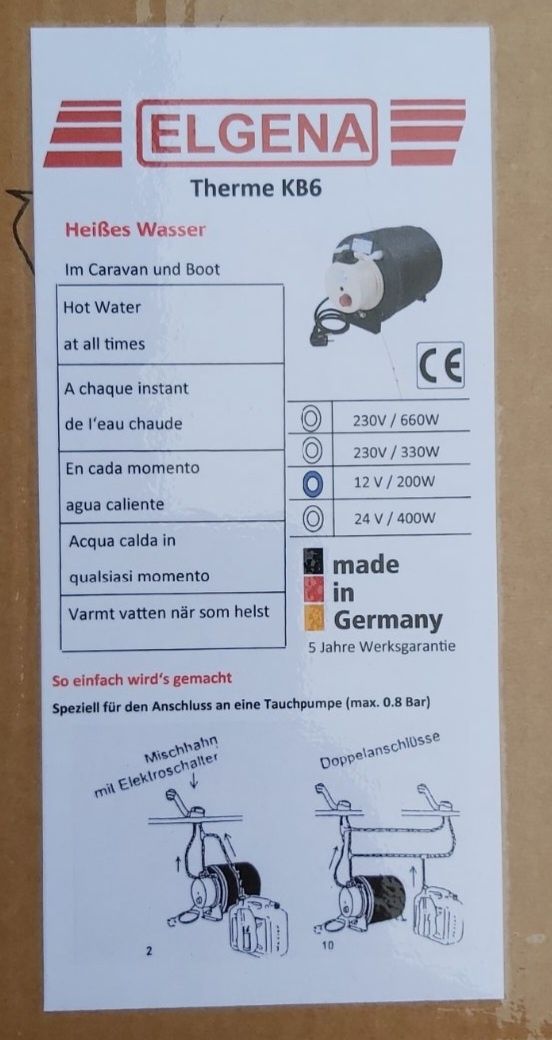 ELGENA
Therme KB6
Heißes Wasser
Im Caravan und Boot
Hot Water
at all times
A chaque instant
de l'eau chaude
En cada momento
agua caliente
Acqua calda in
qualsiasi momento
Varmt vatten när som helst
CE
230V / 660W
230V / 330W
12 V / 200W
24 V / 400W
made
in
Germany
5 Jahre Werksgarantie
So einfach wird's gemacht
Speziell für den Anschluss an eine Tauchpumpe (max. 0.8 Bar)
Mischhahn
mit Elektroschalter
Doppelanschlüsse
2
10